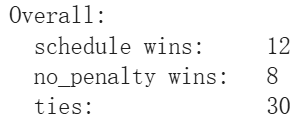 Overall:
schedule wins: 12
no_penalty wins: 8
ties: 30